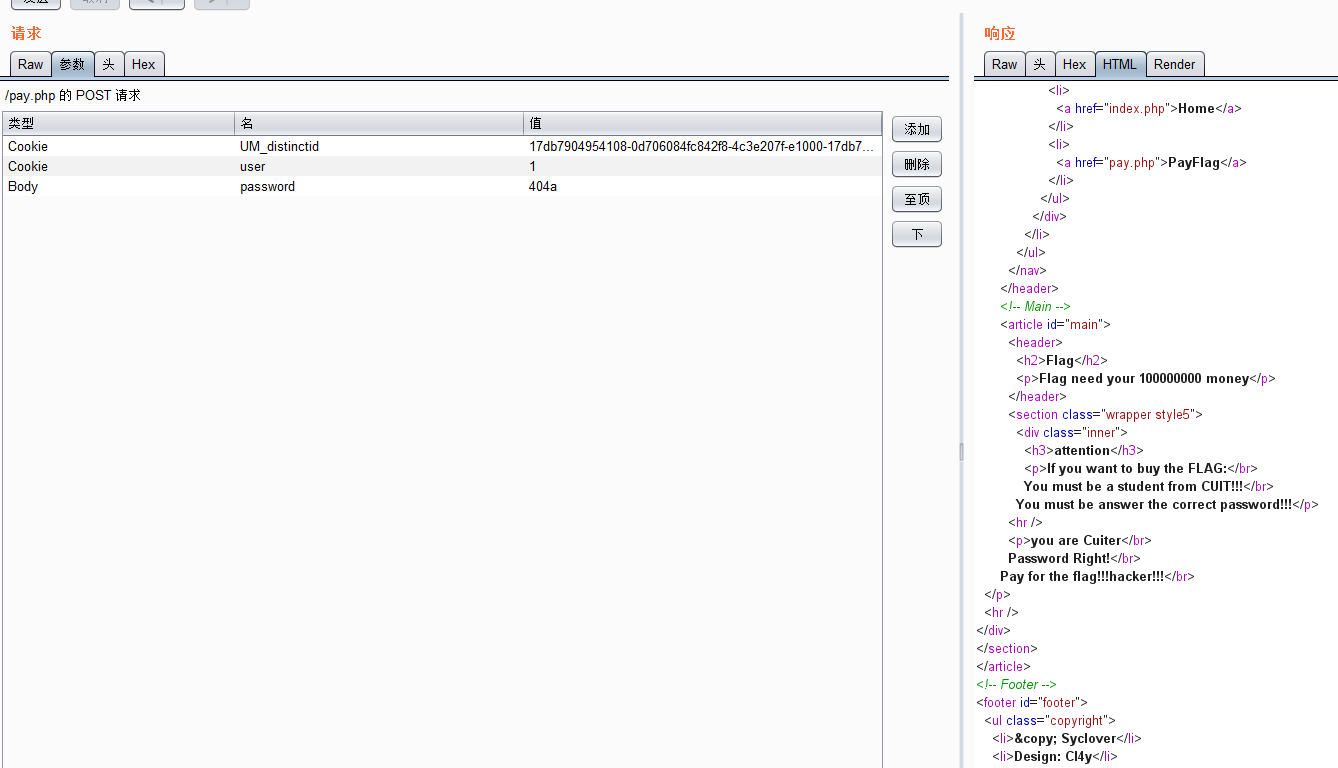 发送 取消 < >
请求
Raw 参数 头 Hex
/pay.php 的 POST 请求
类型 名 值
Cookie UM_distinctid 17db7904954108-0d706084fc842f8-4c3e207f-e1000-17db7...
Cookie user 1
Body password 404a
添加
删除
至顶
下
响应
Raw 头 Hex HTML Render
<li>
<a href="index.php">Home</a>
</li>
<li>
<a href="pay.php">PayFlag</a>
</li>
</ul>
</div>
</li>
</ul>
</nav>
</header>
<!-- Main -->
<article id="main">
<header>
<h2>Flag</h2>
<p>Flag need your 100000000 money</p>
</header>
<section class="wrapper style5">
<div class="inner">
<h3>attention</h3>
<p>If you want to buy the FLAG:</br>
You must be a student from CUIT!!!</br>
You must be answer the correct password!!!</p>
<hr />
<p>you are Cuiter</br>
Password Right!</br>
Pay for the flag!!!hacker!!!</br>
</p>
<hr />
</div>
</section>
</article>
<!-- Footer -->
<footer id="footer">
<ul class="copyright">
<li>&copy; Syclover</li>
<li>Design: Cl4y</li>